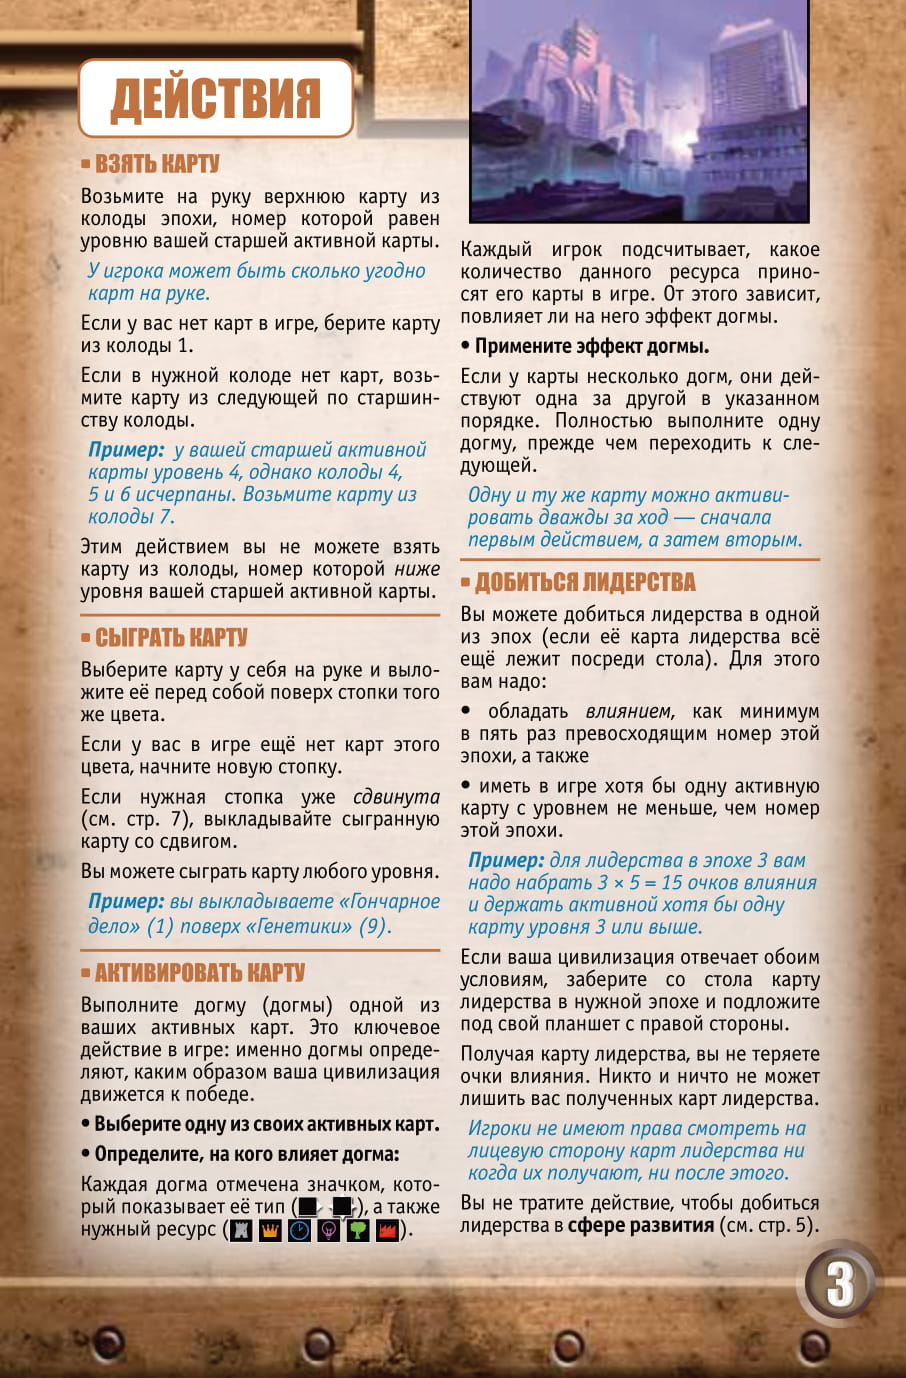 ДЕЙСТВИЯ
▪ ВЗЯТЬ КАРТУ
Возьмите на руку верхнюю карту из
колоды эпохи, номер которой равен
уровню вашей старшей активной карты.
У игрока может быть сколько угодно
карт на руке.
Если у вас нет карт в игре, берите карту
из колоды 1.
Если в нужной колоде нет карт, возь-
мите карту из следующей по старшин-
ству колоды.
Пример: у вашей старшей активной
карты уровень 4, однако колоды 4,
5 и 6 исчерпаны. Возьмите карту из
колоды 7.
Этим действием вы не можете взять
карту из колоды, номер которой ниже
уровня вашей старшей активной карты.
▪ СЫГРАТЬ КАРТУ
Выберите карту у себя на руке и выло-
жите её перед собой поверх стопки того
же цвета.
Если у вас в игре ещё нет карт этого
цвета, начните новую стопку.
Если нужная стопка уже сдвинута
(см. стр. 7), выкладывайте сыгранную
карту со сдвигом.
Вы можете сыграть карту любого уровня.
Пример: вы выкладываете «Гончарное
дело» (1) поверх «Генетики» (9).
▪ АКТИВИРОВАТЬ КАРТУ
Выполните догму (догмы) одной из
ваших активных карт. Это ключевое
действие в игре: именно догмы опреде-
ляют, каким образом ваша цивилизация
движется к победе.
• Выберите одну из своих активных карт.
• Определите, на кого влияет догма:
Каждая догма отмечена значком, кото-
рый показывает её тип ( , ), а также
нужный ресурс ( ).
Каждый игрок подсчитывает, какое
количество данного ресурса прино-
сят его карты в игре. От этого зависит,
повлияет ли на него эффект догмы.
• Примените эффект догмы.
Если у карты несколько догм, они дей-
ствуют одна за другой в указанном
порядке. Полностью выполните одну
догму, прежде чем переходить к сле-
дующей.
Одну и ту же карту можно активи-
ровать дважды за ход — сначала
первым действием, а затем вторым.
▪ ДОБИТЬСЯ ЛИДЕРСТВА
Вы можете добиться лидерства в одной
из эпох (если её карта лидерства всё
ещё лежит посреди стола). Для этого
вам надо:
• обладать влиянием, как минимум
в пять раз превосходящим номер этой
эпохи, а также
• иметь в игре хотя бы одну активную
карту с уровнем не меньше, чем номер
этой эпохи.
Пример: для лидерства в эпохе 3 вам
надо набрать 3 × 5 = 15 очков влияния
и держать активной хотя бы одну
карту уровня 3 или выше.
Если ваша цивилизация отвечает обоим
условиям, заберите со стола карту
лидерства в нужной эпохе и подложите
под свой планшет с правой стороны.
Получая карту лидерства, вы не теряете
очки влияния. Никто и ничто не может
лишить вас полученных карт лидерства.
Игроки не имеют права смотреть на
лицевую сторону карт лидерства ни
когда их получают, ни после этого.
Вы не тратите действие, чтобы добиться
лидерства в сфере развития (см. стр. 5).
3